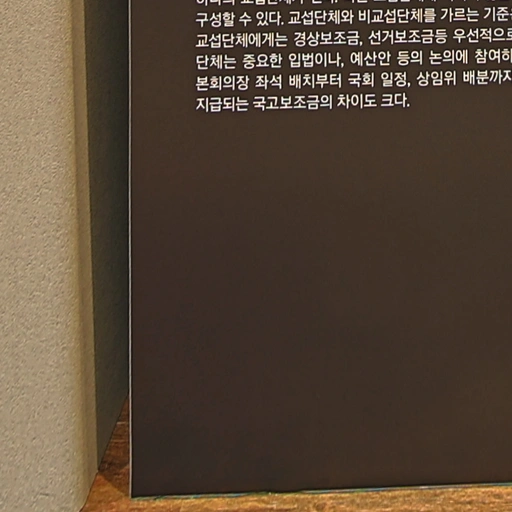 구성할 수 있다. 교섭단체와 비교섭단체를 가르는 기준
교섭단체에게는 경상보조금, 선거보조금등 우선적으로
단체는 중요한 입법이나, 예산안 등의 논의에 참여하
본회의장 좌석 배치부터 국회 일정, 상임위 배분까지
지급되는 국고보조금의 차이도 크다.